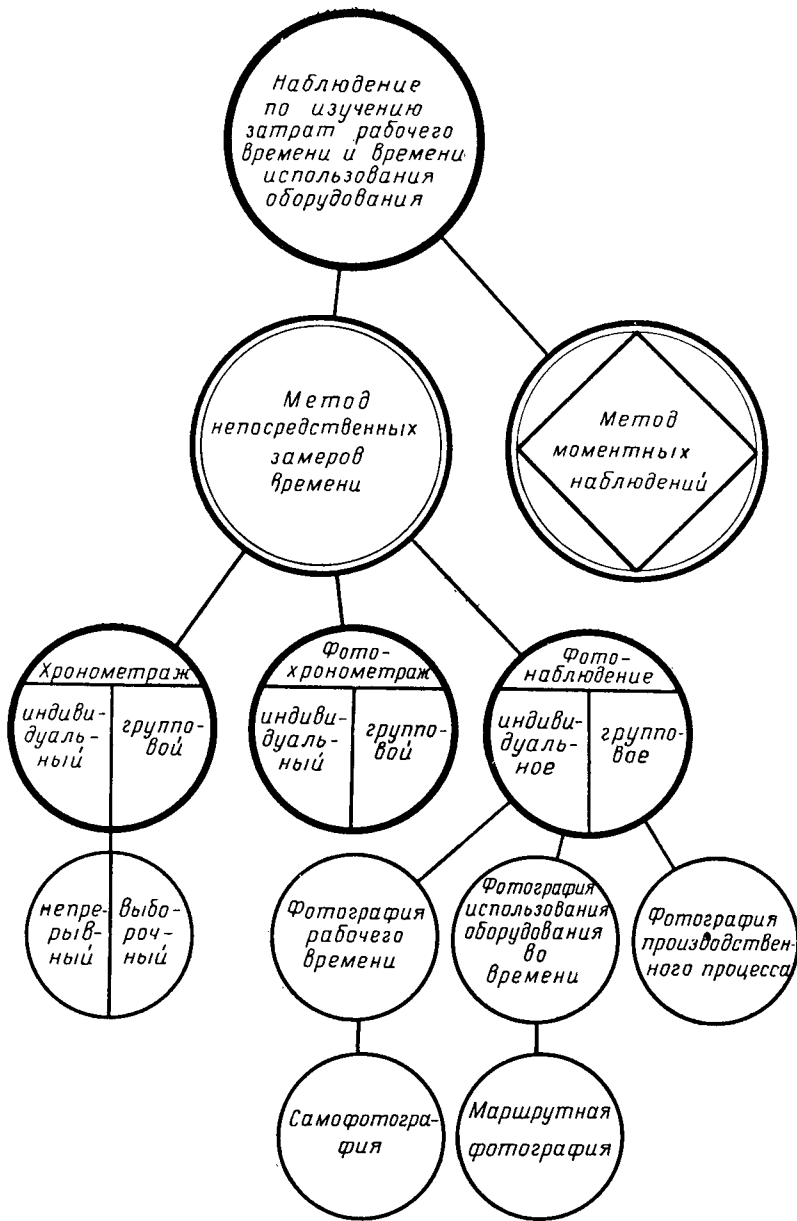 Наблюдение
по изучению
затрат рабочего
времени и времени
использования
оборудования
Метод
непосредственных
замеров
времени
Метод
моментных
наблюдений
Хронометраж
индиви-
дуаль-
ный
группо-
вой
Фото-
хронометраж
индиви-
дуаль-
ный
группо-
вой
Фото-
наблюдение
индиви-
дуаль-
ное
группо-
вое
непре-
рыв-
ный
выбо-
роч-
ный
Фотография
рабочего
времени
Фотография
использования
оборудования
во
времени
Фотография
производствен-
ного процесса
Самофотогра-
фия
Маршрутная
фотография